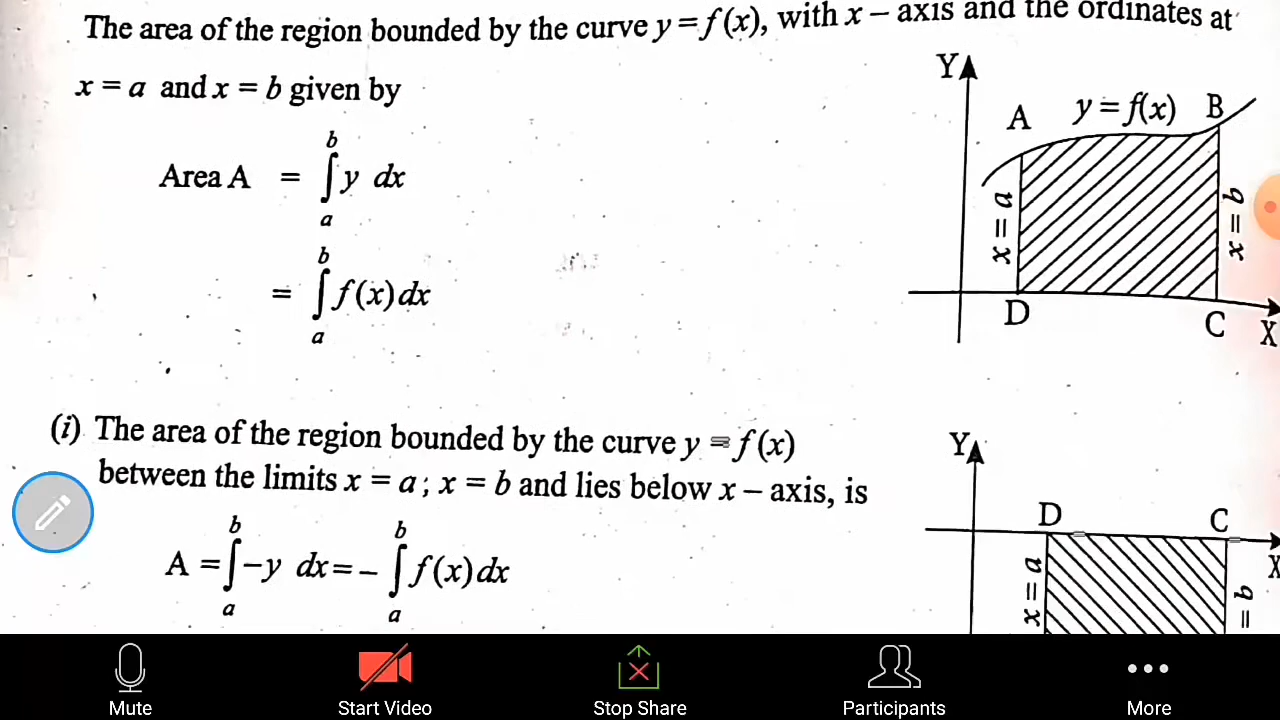 The area of the region bounded by the curve y = f(x), with x – axis and the ordinates at
x = a and x = b given by
Y
A y = f(x) B
Area A = ∫_a^b y dx
x = a
x = b
= ∫_a^b f(x) dx
D
C
X
(i) The area of the region bounded by the curve y = f(x)
between the limits x = a ; x = b and lies below x – axis, is
Y
D
C
X
A = ∫_a^b –y dx = – ∫_a^b f(x) dx
x = a
b =
Mute Start Video Stop Share Participants More